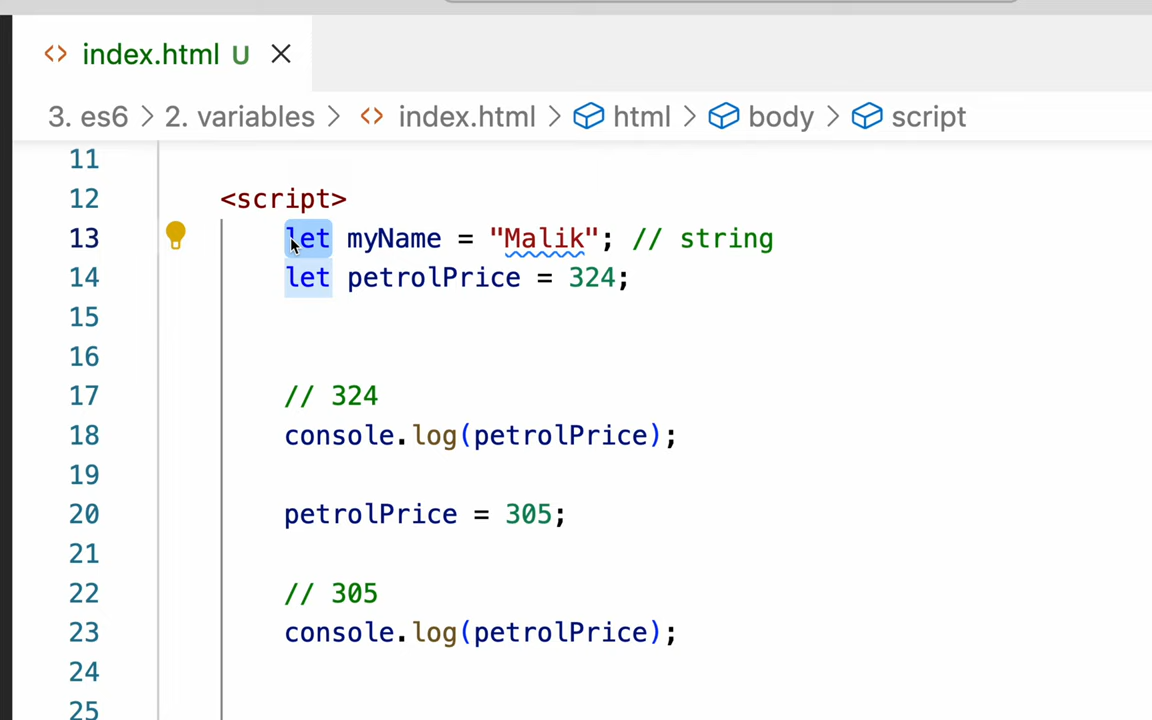 <> index.html U ×
3. es6 > 2. variables > <> index.html > html > body > script
11
12 <script>
13 let myName = "Malik"; // string
14 let petrolPrice = 324;
15
16
17 // 324
18 console.log(petrolPrice);
19
20 petrolPrice = 305;
21
22 // 305
23 console.log(petrolPrice);
24
25